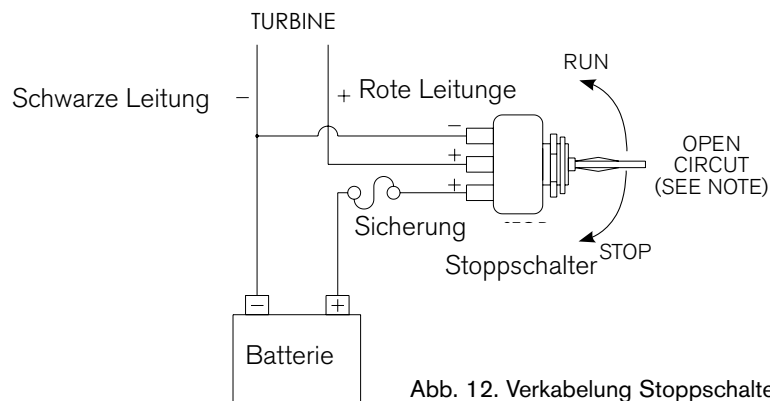 TURBINE
Schwarze Leitung
−
+ Rote Leitunge
RUN
−
+
+
OPEN
CIRCUT
(SEE NOTE)
Sicherung
Stoppschalter
STOP
−
+
Batterie
Abb. 12. Verkabelung Stoppschalte